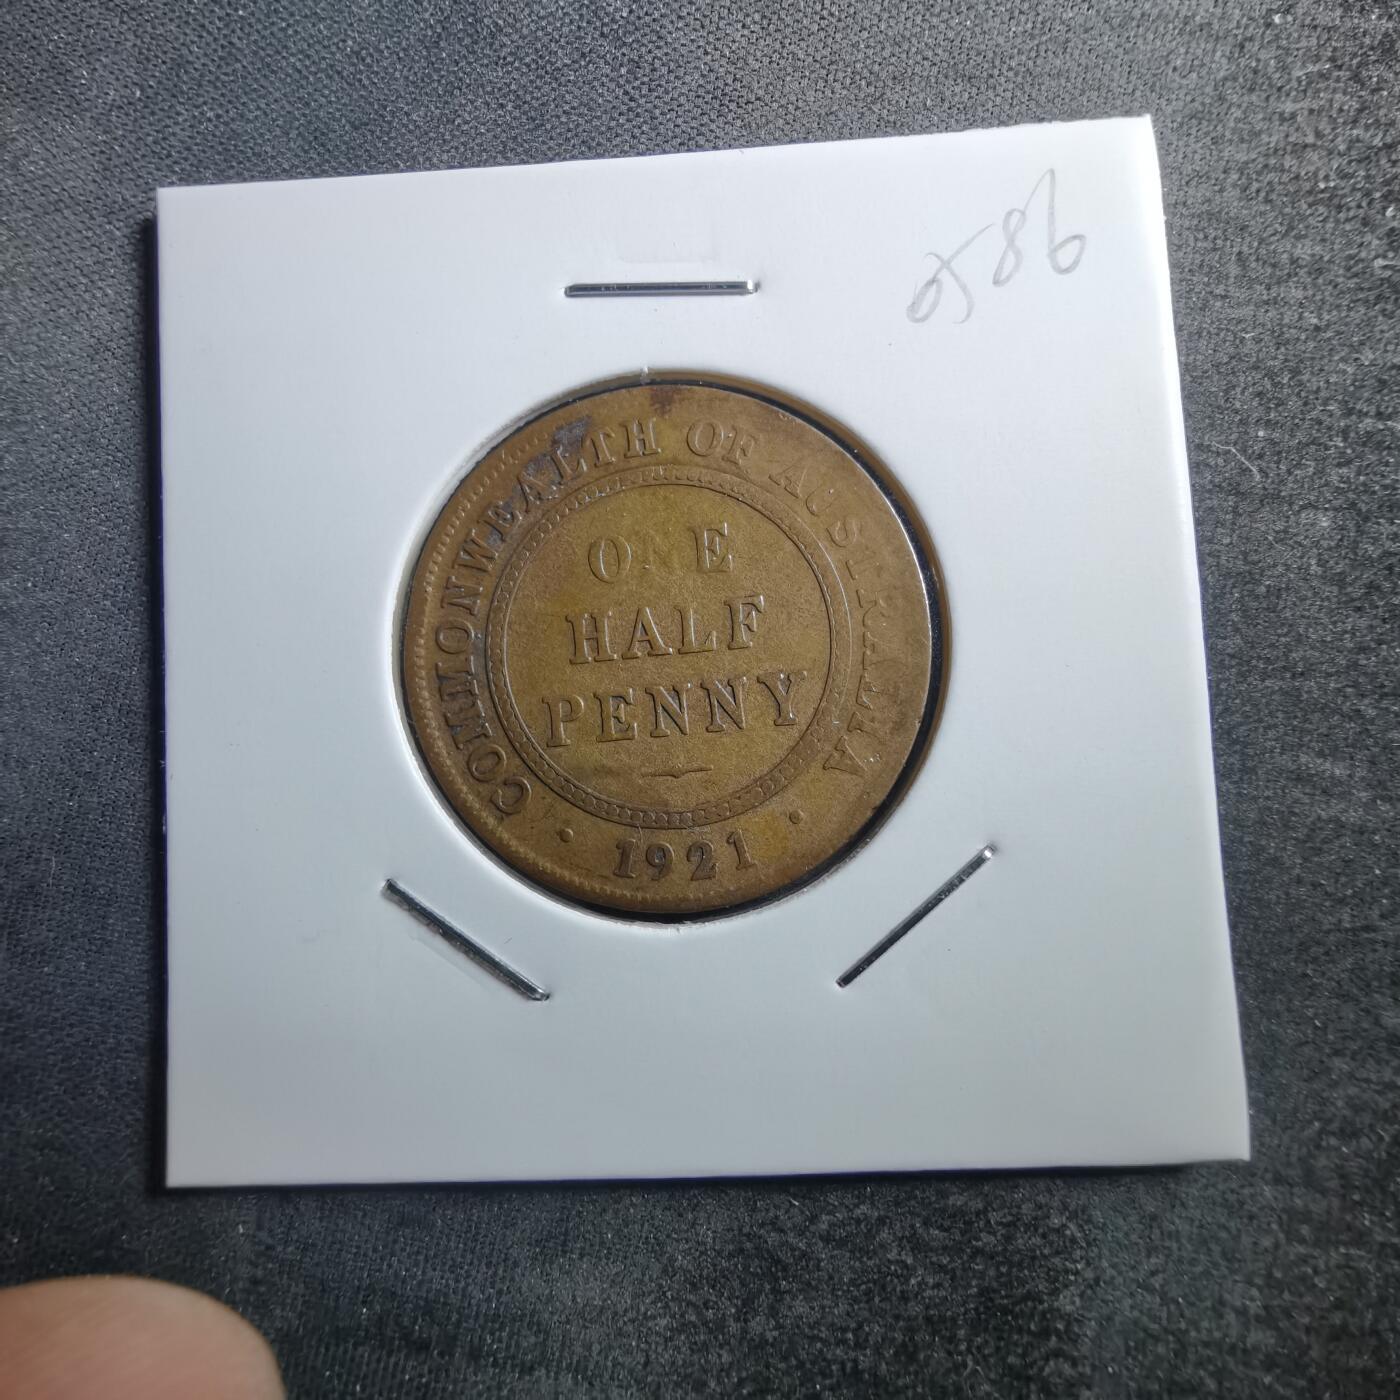 0586
COMMONWEALTH OF AUSTRALIA
ONE
HALF
PENNY
· 1921 ·